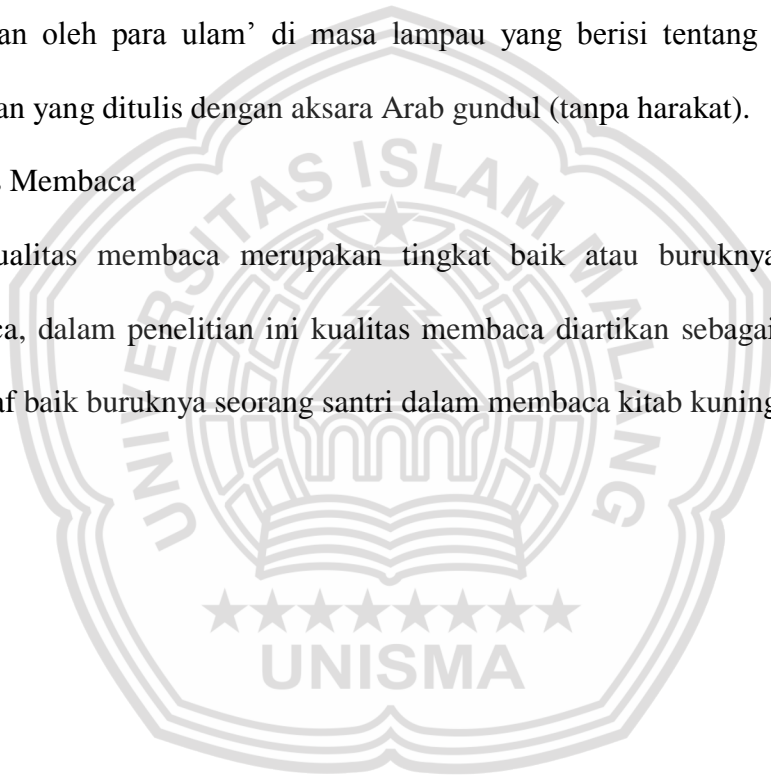 an oleh para ulam’ di masa lampau yang berisi tentang
an yang ditulis dengan aksara Arab gundul (tanpa harakat).
Membaca
ualitas membaca merupakan tingkat baik atau buruknya
ca, dalam penelitian ini kualitas membaca diartikan sebagai
af baik buruknya seorang santri dalam membaca kitab kuning
UNIVERSITAS ISLAM MALANG
UNISMA